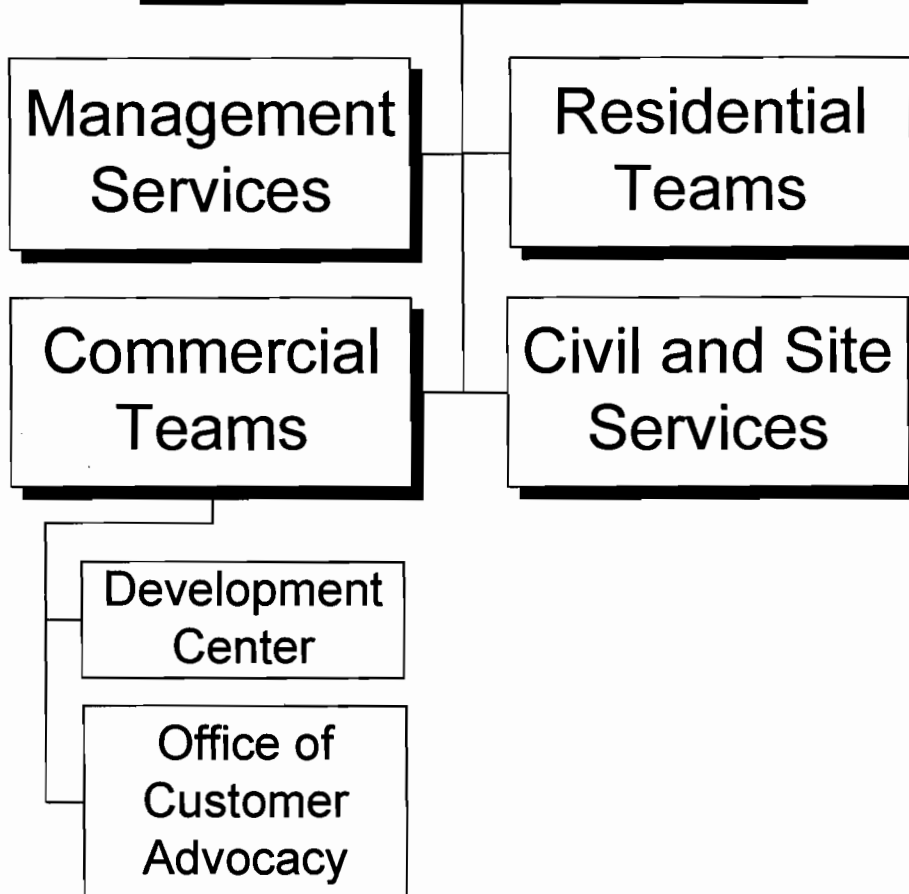 Management
Services
Residential
Teams
Commercial
Teams
Civil and Site
Services
Development
Center
Office of
Customer
Advocacy